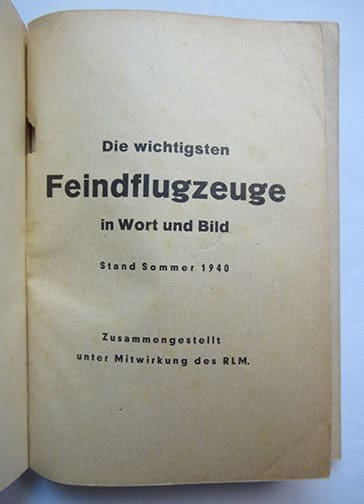 Die wichtigsten
Feindflugzeuge
in Wort und Bild
Stand Sommer 1940
Zusammengestellt
unter Mitwirkung des RLM.